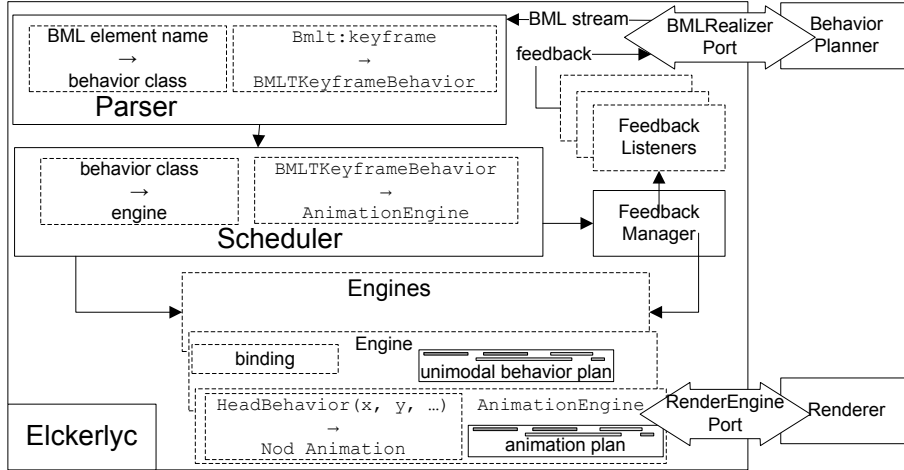 BML stream
BMLRealizer
Port
Behavior
Planner
feedback
BML element name
→
behavior class
Bmlt:keyframe
→
BMLTKeyframeBehavior
Parser
Feedback
Listeners
behavior class
→
engine
BMLTKeyframeBehavior
→
AnimationEngine
Scheduler
Feedback
Manager
Engines
Engine
binding
unimodal behavior plan
HeadBehavior(x, y, …)
→
Nod Animation
AnimationEngine
animation plan
RenderEngine
Port
Renderer
Elckerlyc